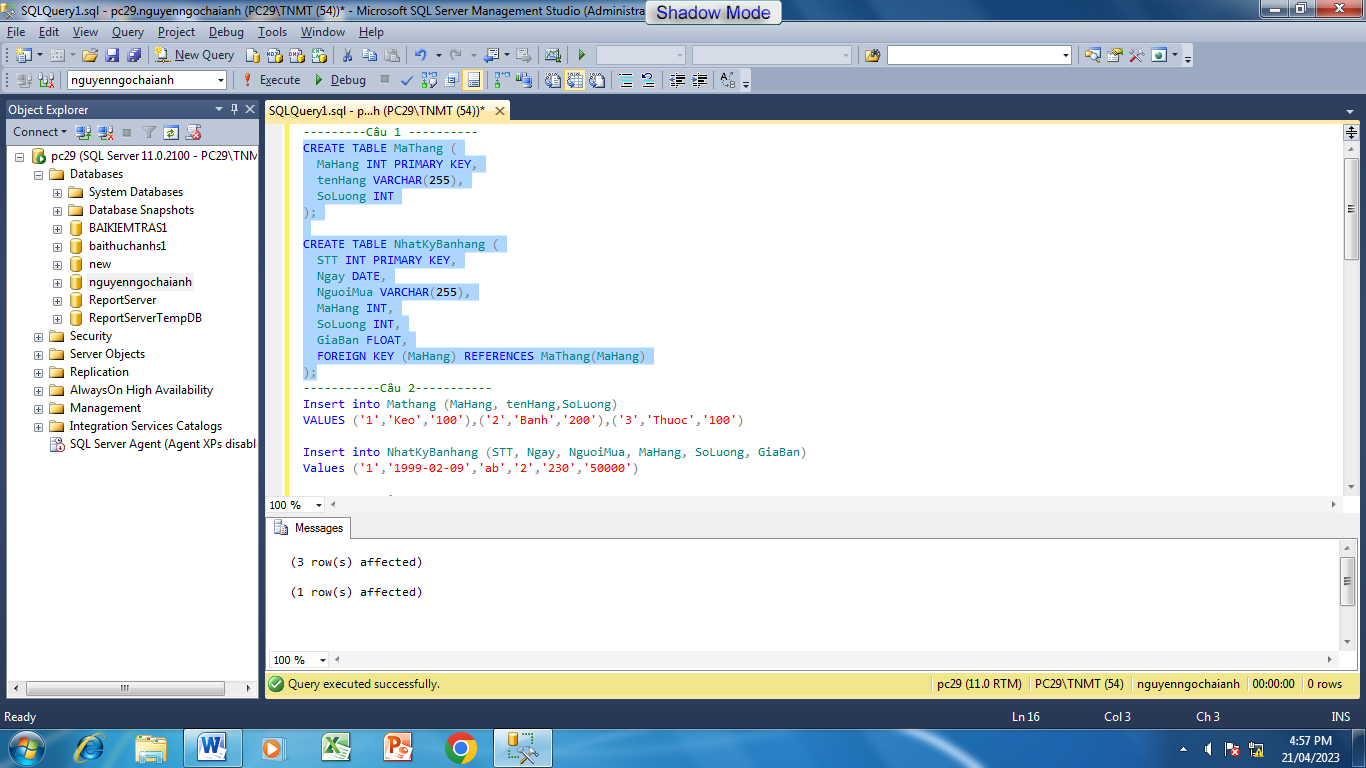 SQLQuery1.sql - pc29.nguyenngochaianh (PC29\TNMT (54))* - Microsoft SQL Server Management Studio (Administra
Shadow Mode
File Edit View Query Project Debug Tools Window Help
New Query
nguyenngochaianh Execute Debug
Object Explorer
SQLQuery1.sql - p...h (PC29\TNMT (54))*
Connect
pc29 (SQL Server 11.0.2100 - PC29\TNM
Databases
System Databases
Database Snapshots
BAIKIEMTRAS1
baithuchanhs1
new
nguyenngochaianh
ReportServer
ReportServerTempDB
Security
Server Objects
Replication
AlwaysOn High Availability
Management
Integration Services Catalogs
SQL Server Agent (Agent XPs disabl
---------Câu 1 ----------
CREATE TABLE MaThang (
MaHang INT PRIMARY KEY,
tenHang VARCHAR(255),
SoLuong INT
);
CREATE TABLE NhatKyBanhang (
STT INT PRIMARY KEY,
Ngay DATE,
NguoiMua VARCHAR(255),
MaHang INT,
SoLuong INT,
GiaBan FLOAT,
FOREIGN KEY (MaHang) REFERENCES MaThang(MaHang)
);
-----------Câu 2-----------
Insert into Mathang (MaHang, tenHang,SoLuong)
VALUES ('1','Keo','100'),('2','Banh','200'),('3','Thuoc','100')
Insert into NhatKyBanhang (STT, Ngay, NguoiMua, MaHang, SoLuong, GiaBan)
Values ('1','1999-02-09','ab','2','230','50000')
100 %
Messages
(3 row(s) affected)
(1 row(s) affected)
100 %
Query executed successfully. pc29 (11.0 RTM) PC29\TNMT (54) nguyenngochaianh 00:00:00 0 rows
Ready Ln 16 Col 3 Ch 3 INS
4:57 PM
21/04/2023